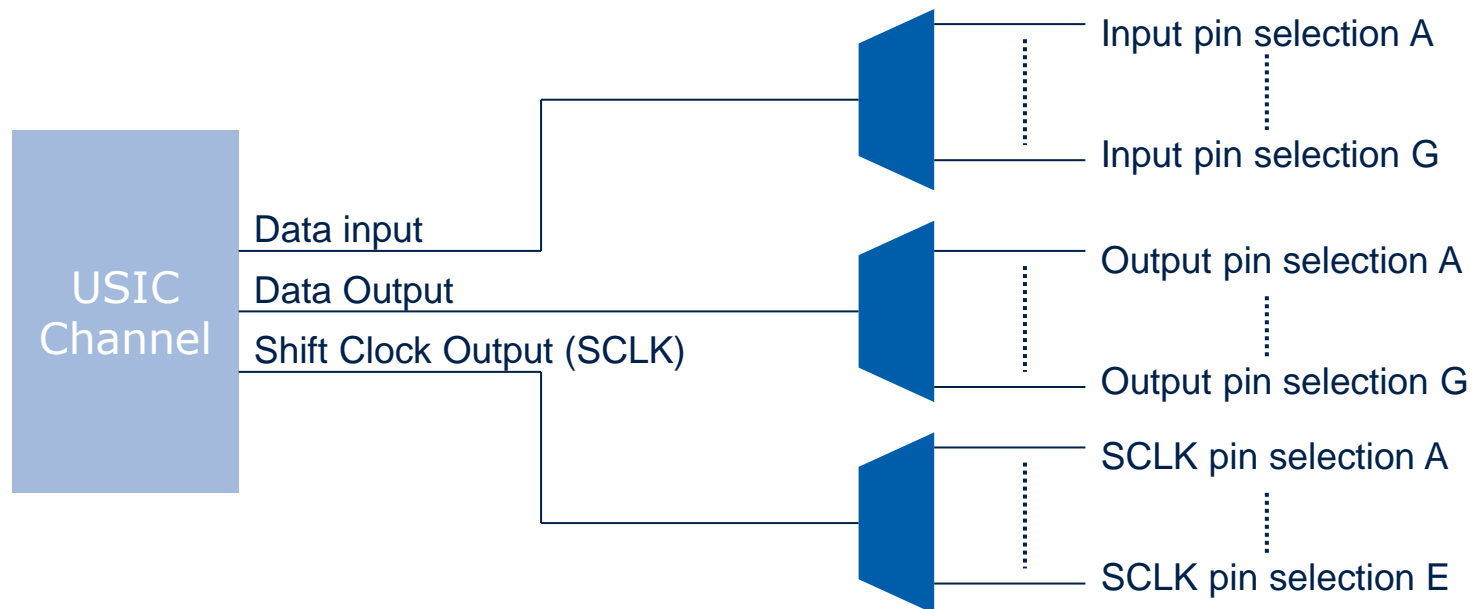 USIC
Channel
Data input
Data Output
Shift Clock Output (SCLK)
Input pin selection A
Input pin selection G
Output pin selection A
Output pin selection G
SCLK pin selection A
SCLK pin selection E